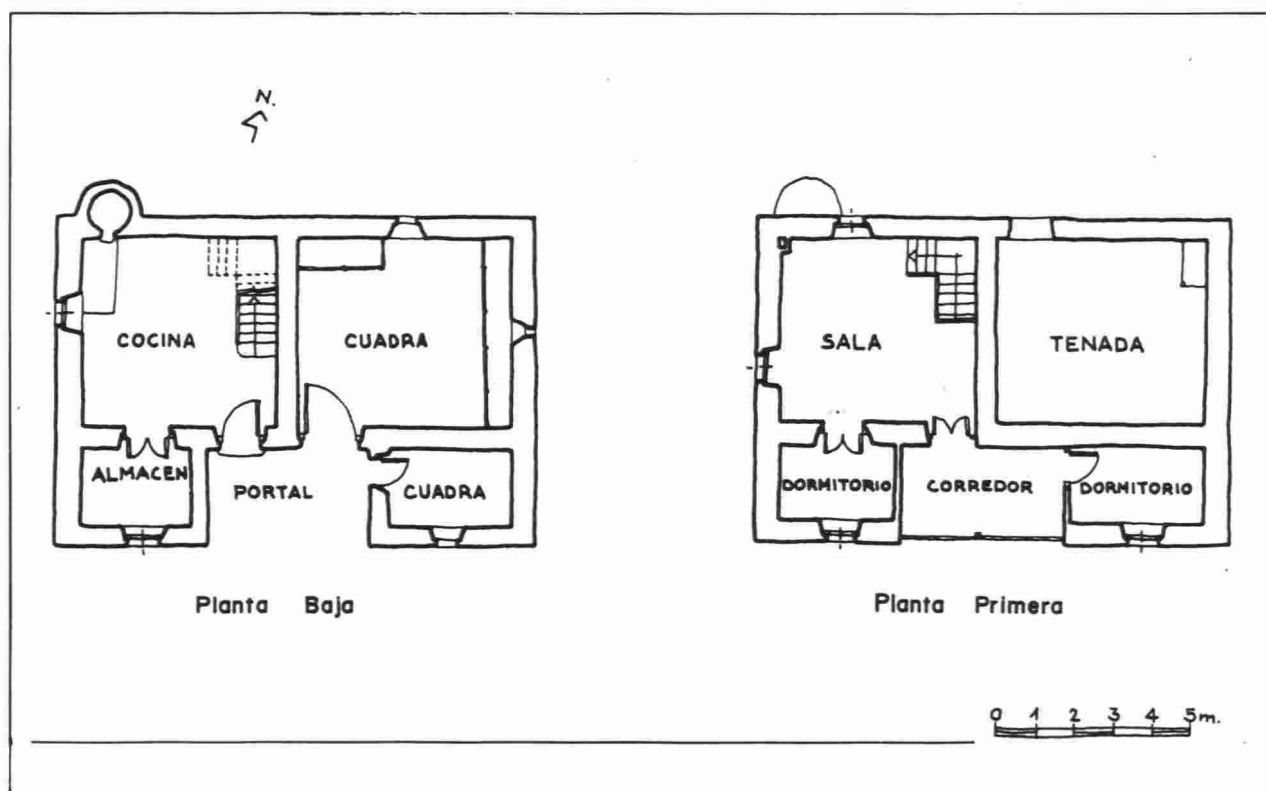 N.
COCINA
CUADRA
ALMACEN
PORTAL
CUADRA
Planta Baja
SALA
TENADA
DORMITORIO
CORREDOR
DORMITORIO
Planta Primera
0 1 2 3 4 5m.